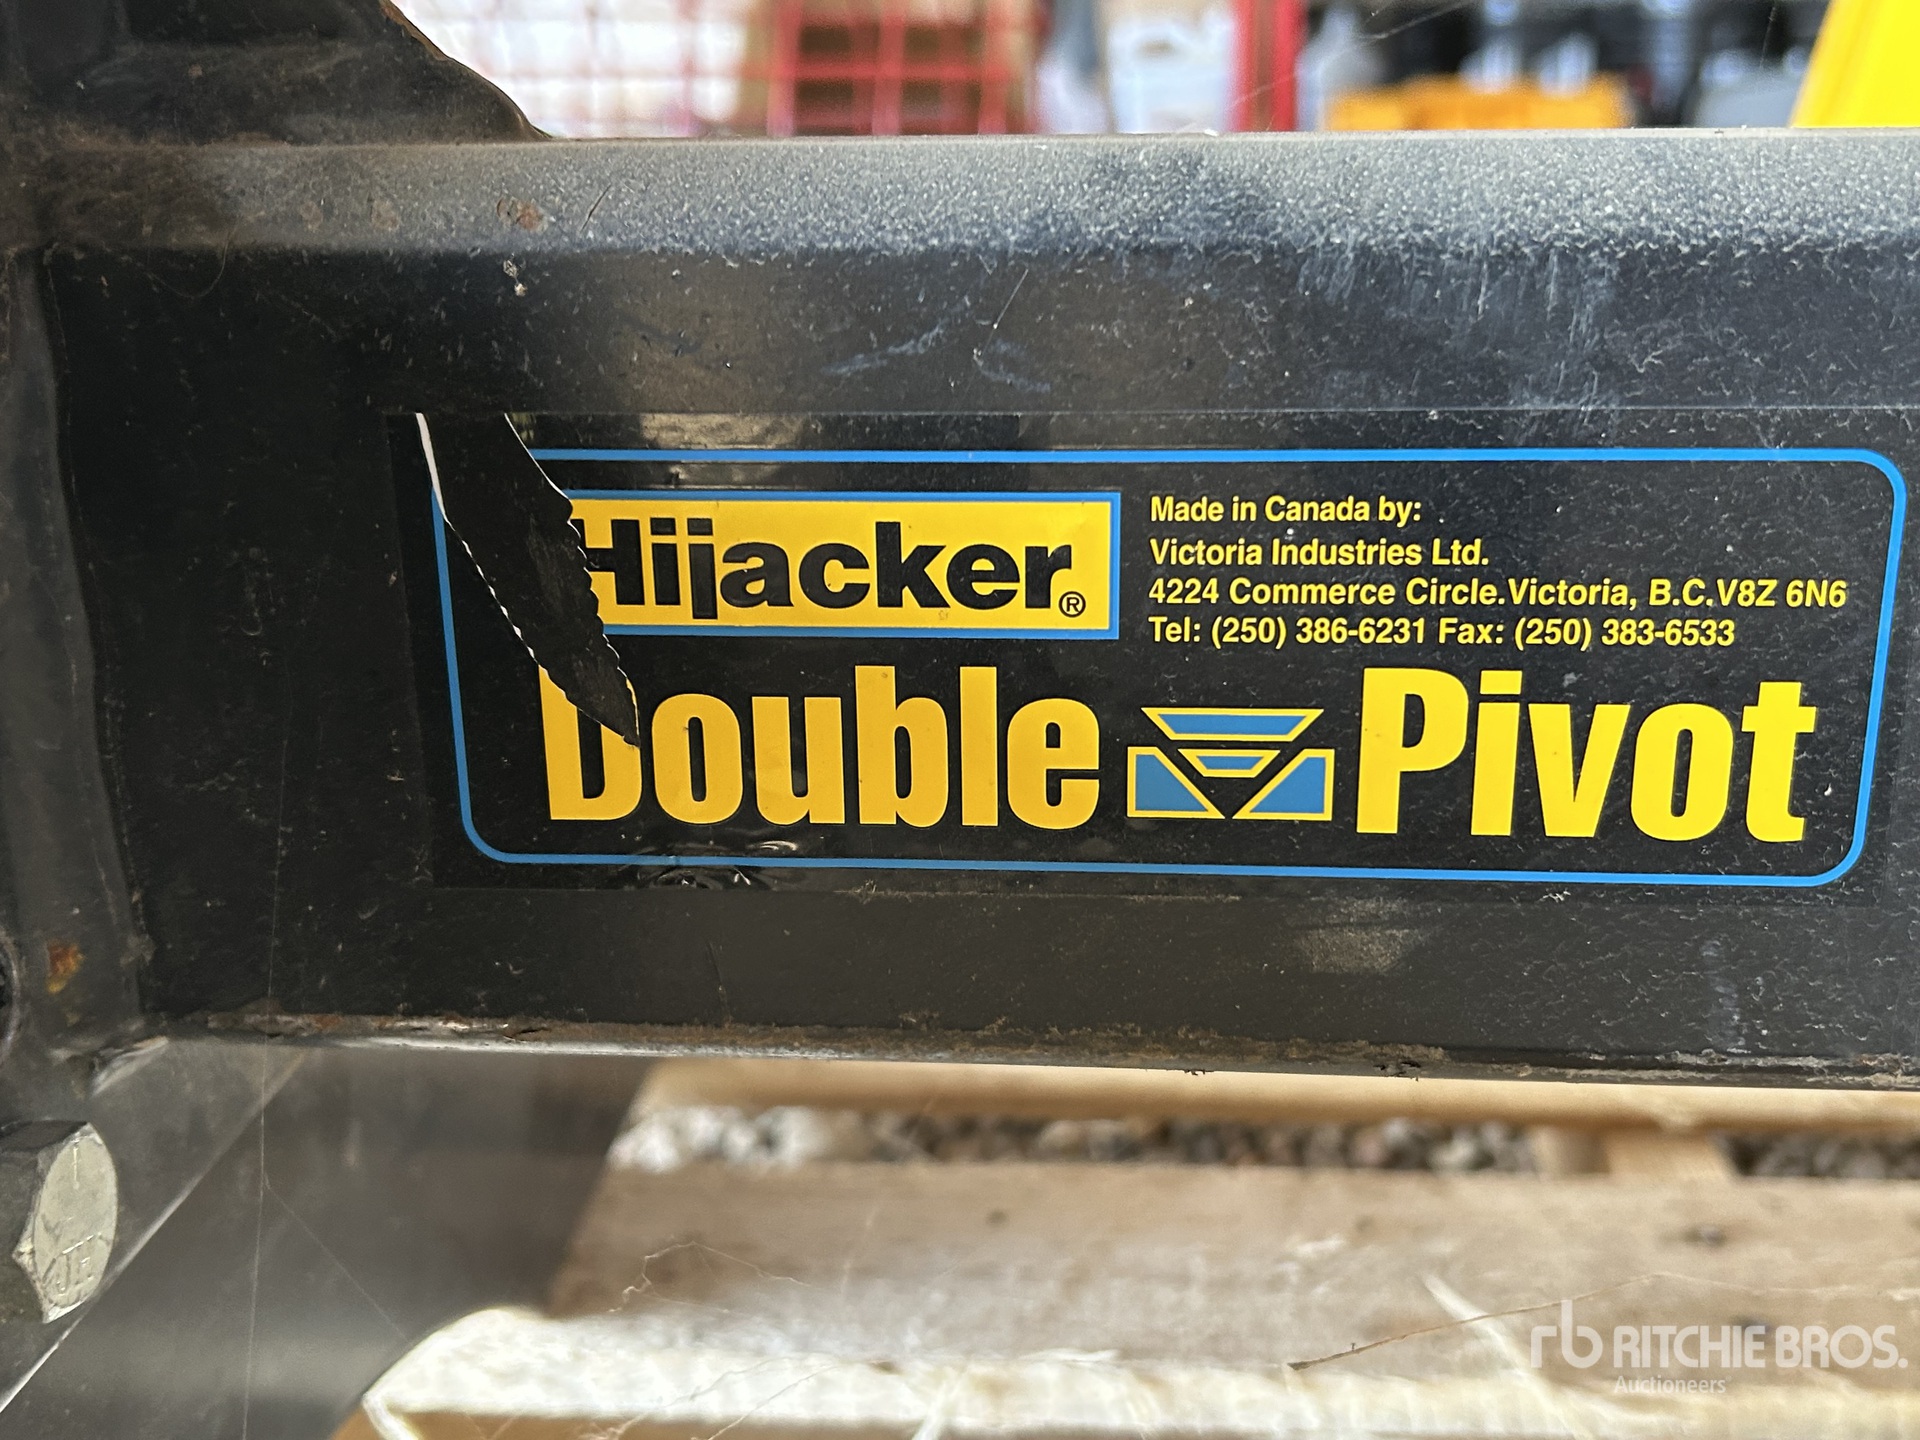 Hijacker®
Made in Canada by:
Victoria Industries Ltd.
4224 Commerce Circle.Victoria, B.C.V8Z 6N6
Tel: (250) 386-6231 Fax: (250) 383-6533
Double Pivot
rb RITCHIE BROS.
Auctioneers